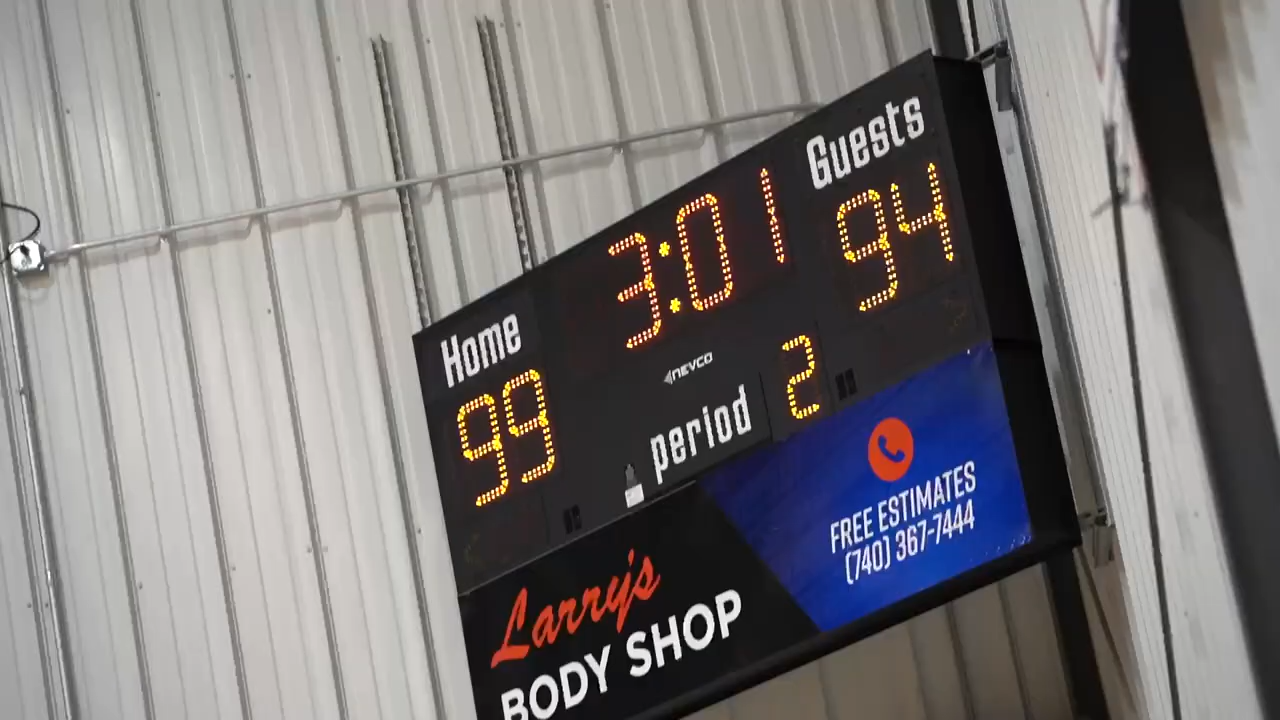 Home
99
3:01
Guests
94
NEVCO
period
2
Larry's
BODY SHOP
FREE ESTIMATES
(740) 367-7444